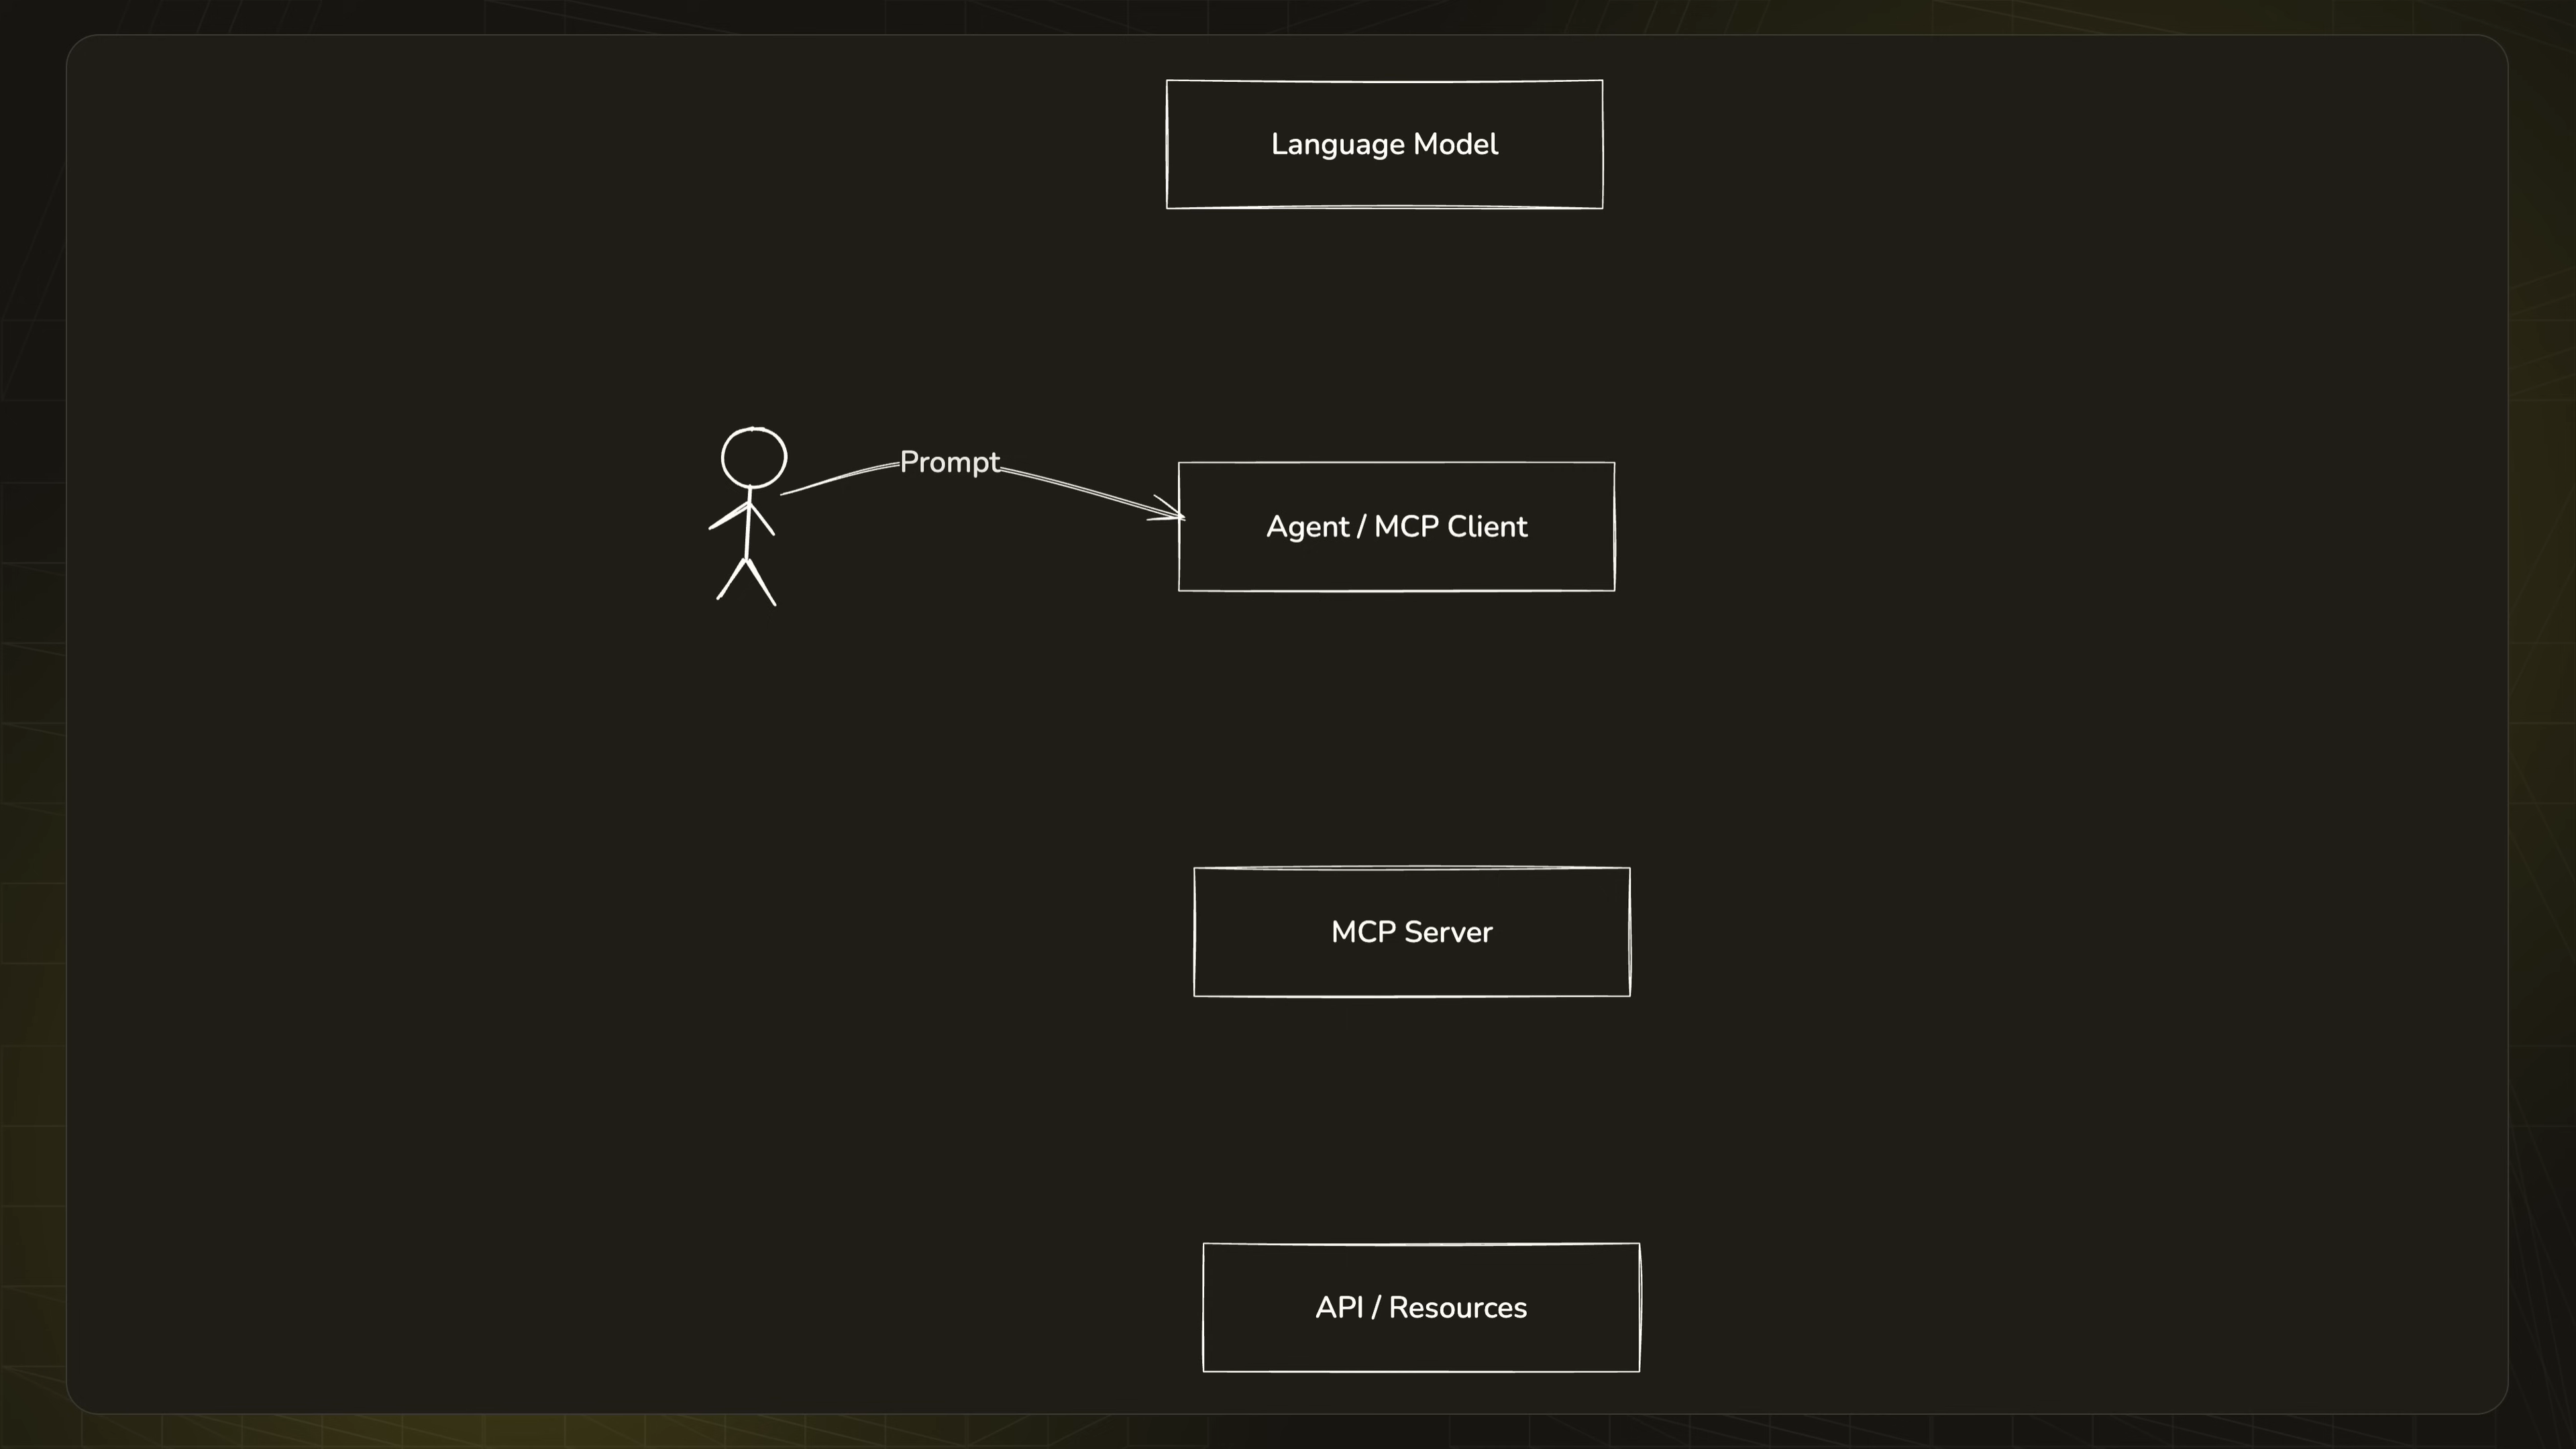 Language Model
Prompt
Agent / MCP Client
MCP Server
API / Resources